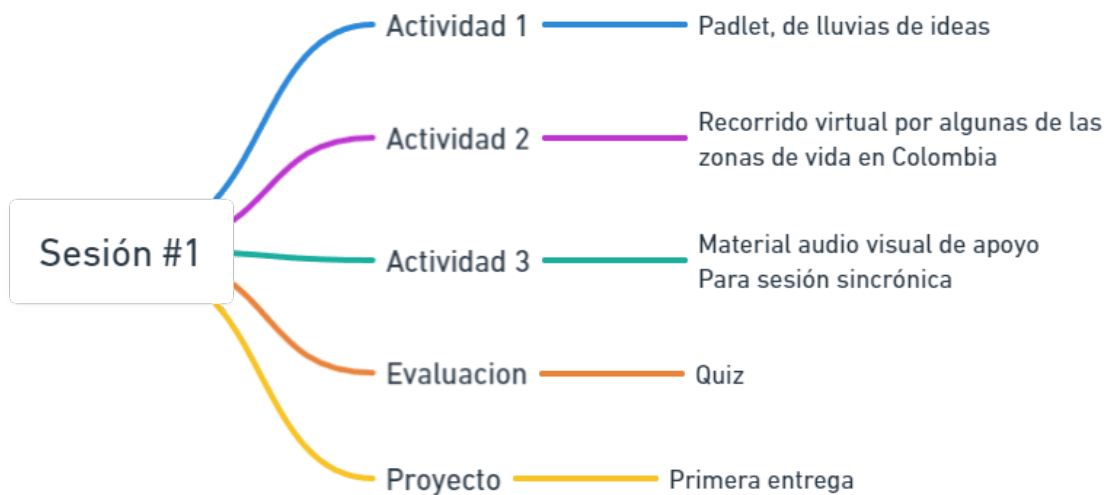 Sesión #1
Actividad 1
Padlet, de lluvias de ideas
Actividad 2
Recorrido virtual por algunas de las
zonas de vida en Colombia
Actividad 3
Material audio visual de apoyo
Para sesión sincrónica
Evaluacion
Quiz
Proyecto
Primera entrega